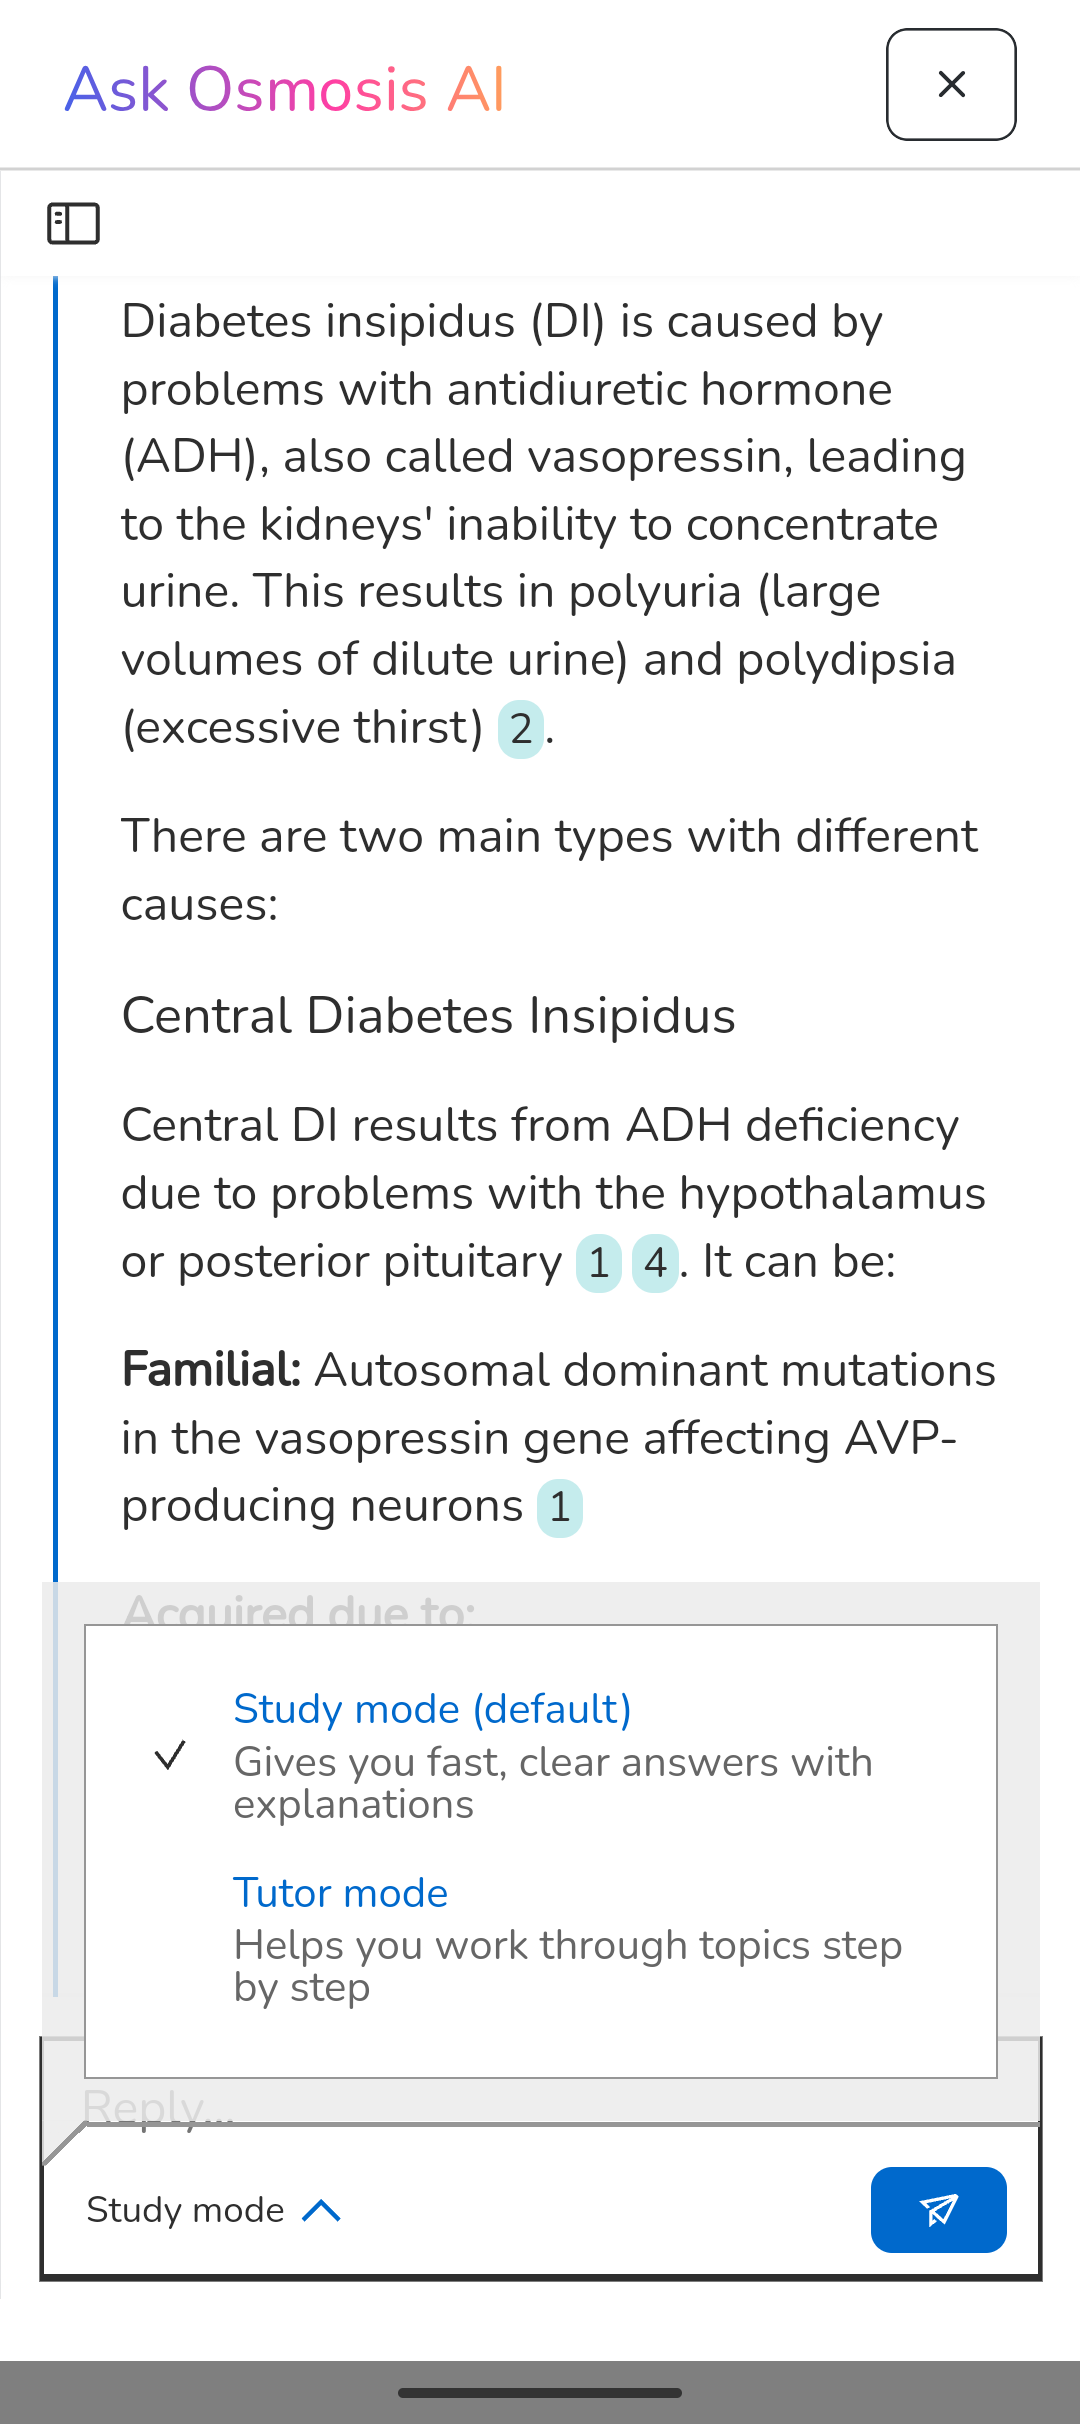 Ask Osmosis AI
Diabetes insipidus (DI) is caused by
problems with antidiuretic hormone
(ADH), also called vasopressin, leading
to the kidneys' inability to concentrate
urine. This results in polyuria (large
volumes of dilute urine) and polydipsia
(excessive thirst) 2.
There are two main types with different
causes:
Central Diabetes Insipidus
Central DI results from ADH deficiency
due to problems with the hypothalamus
or posterior pituitary 1 4. It can be:
Familial: Autosomal dominant mutations
in the vasopressin gene affecting AVP-
producing neurons 1
Acquired due to:
Study mode (default)
Gives you fast, clear answers with
explanations
Tutor mode
Helps you work through topics step
by step
Reply...
Study mode